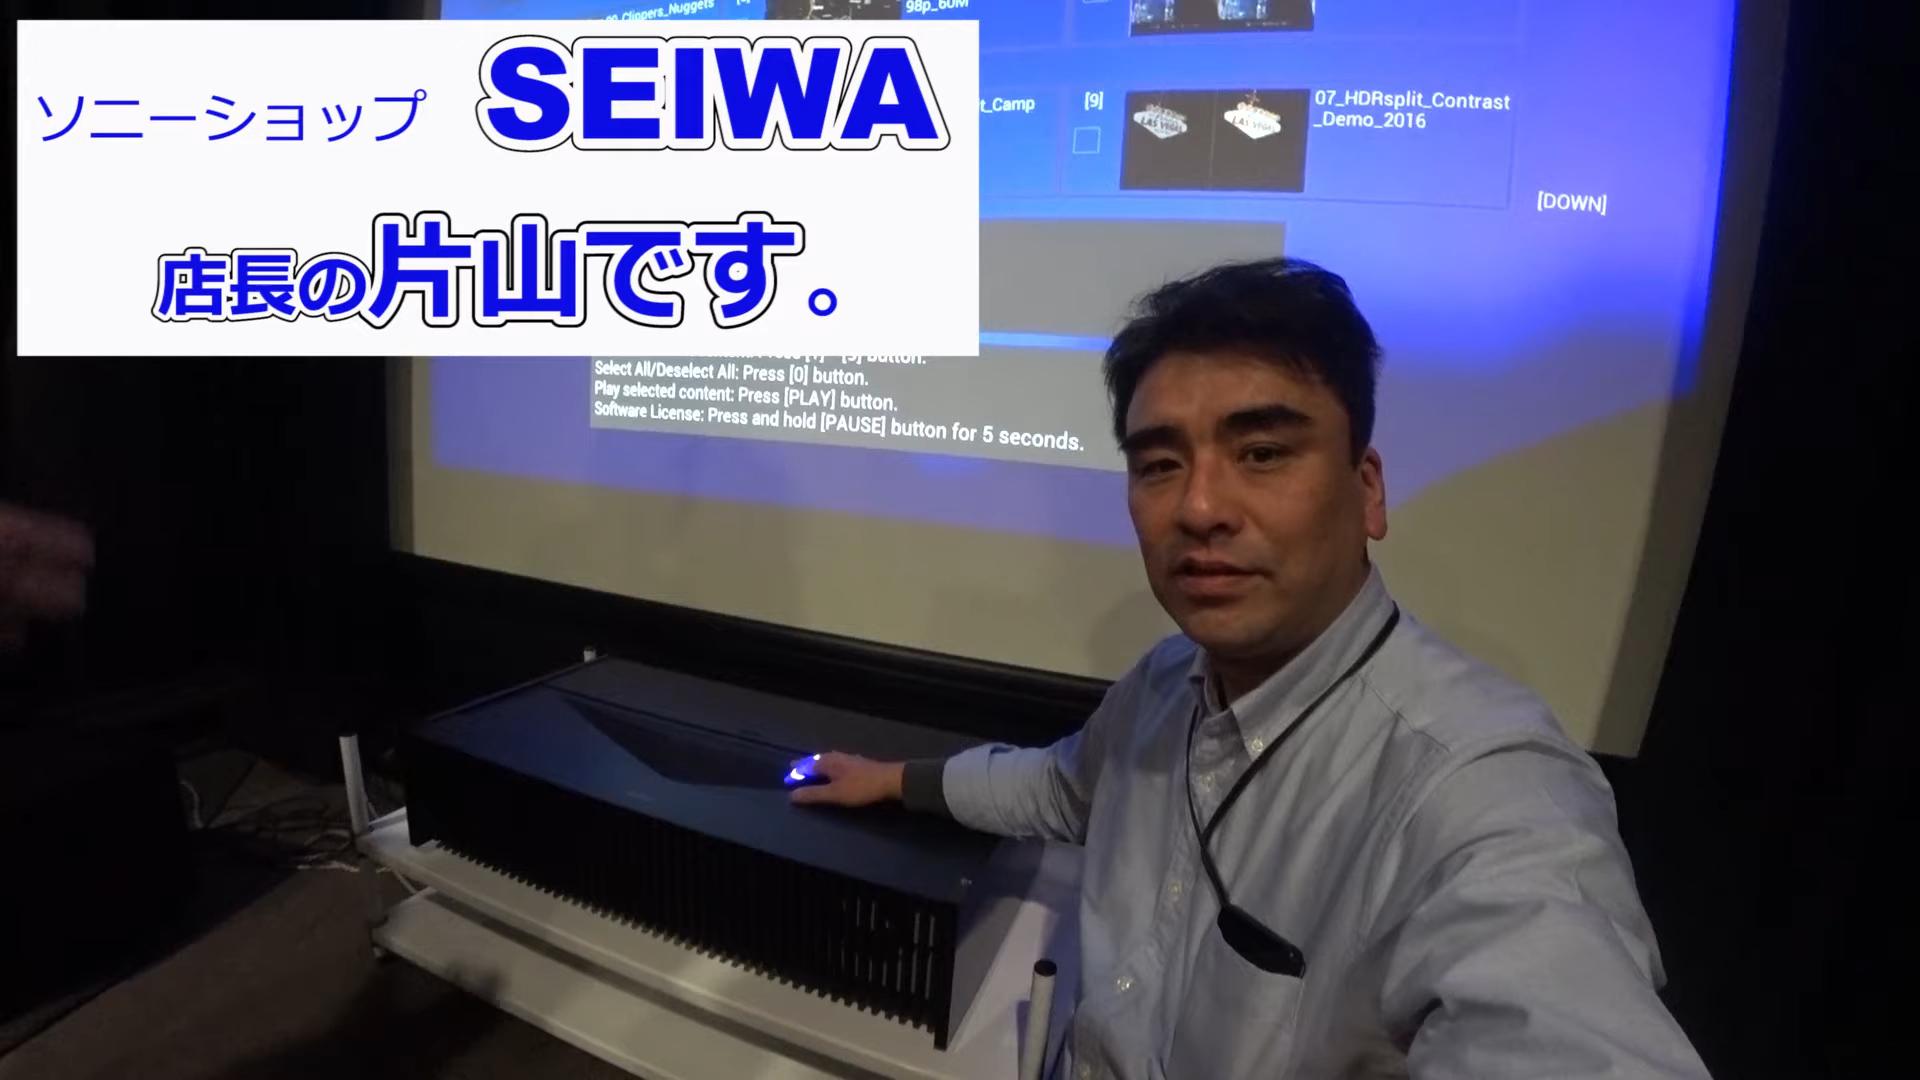 ソニーショップ SEIWA
店長の片山です。
Clippers_Nuggets
98p_60M
t_Camp
[9]
07_HDRsplit_Contrast
_Demo_2016
[DOWN]
button.
Select All/Deselect All: Press [0] button.
Play selected content: Press [PLAY] button.
Software License: Press and hold [PAUSE] button for 5 seconds.